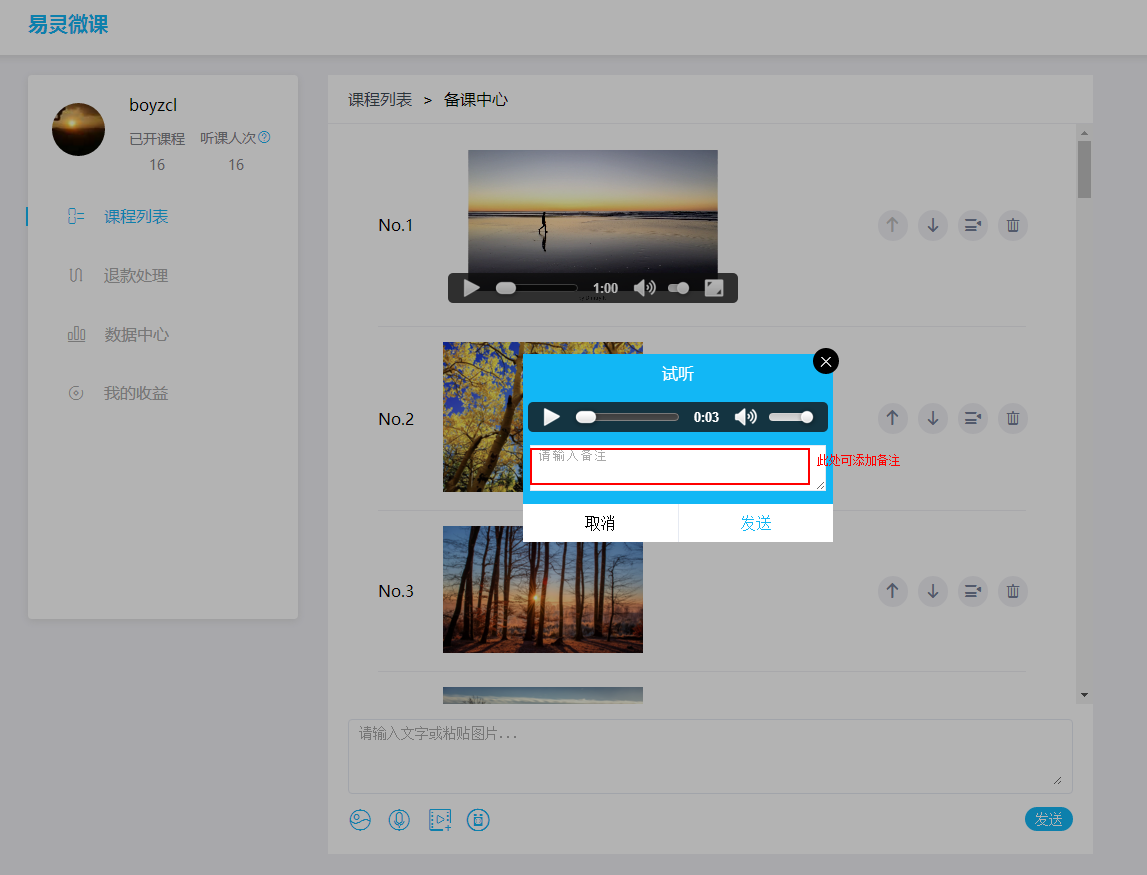 易灵微课
boyzcl
已开课程 听课人次
16 16
课程列表
退款处理
数据中心
我的收益
课程列表 > 备课中心
No.1
1:00
No.2
试听
0:03
请输入备注
此处可添加备注
取消 发送
No.3
请输入文字或粘贴图片...
发送